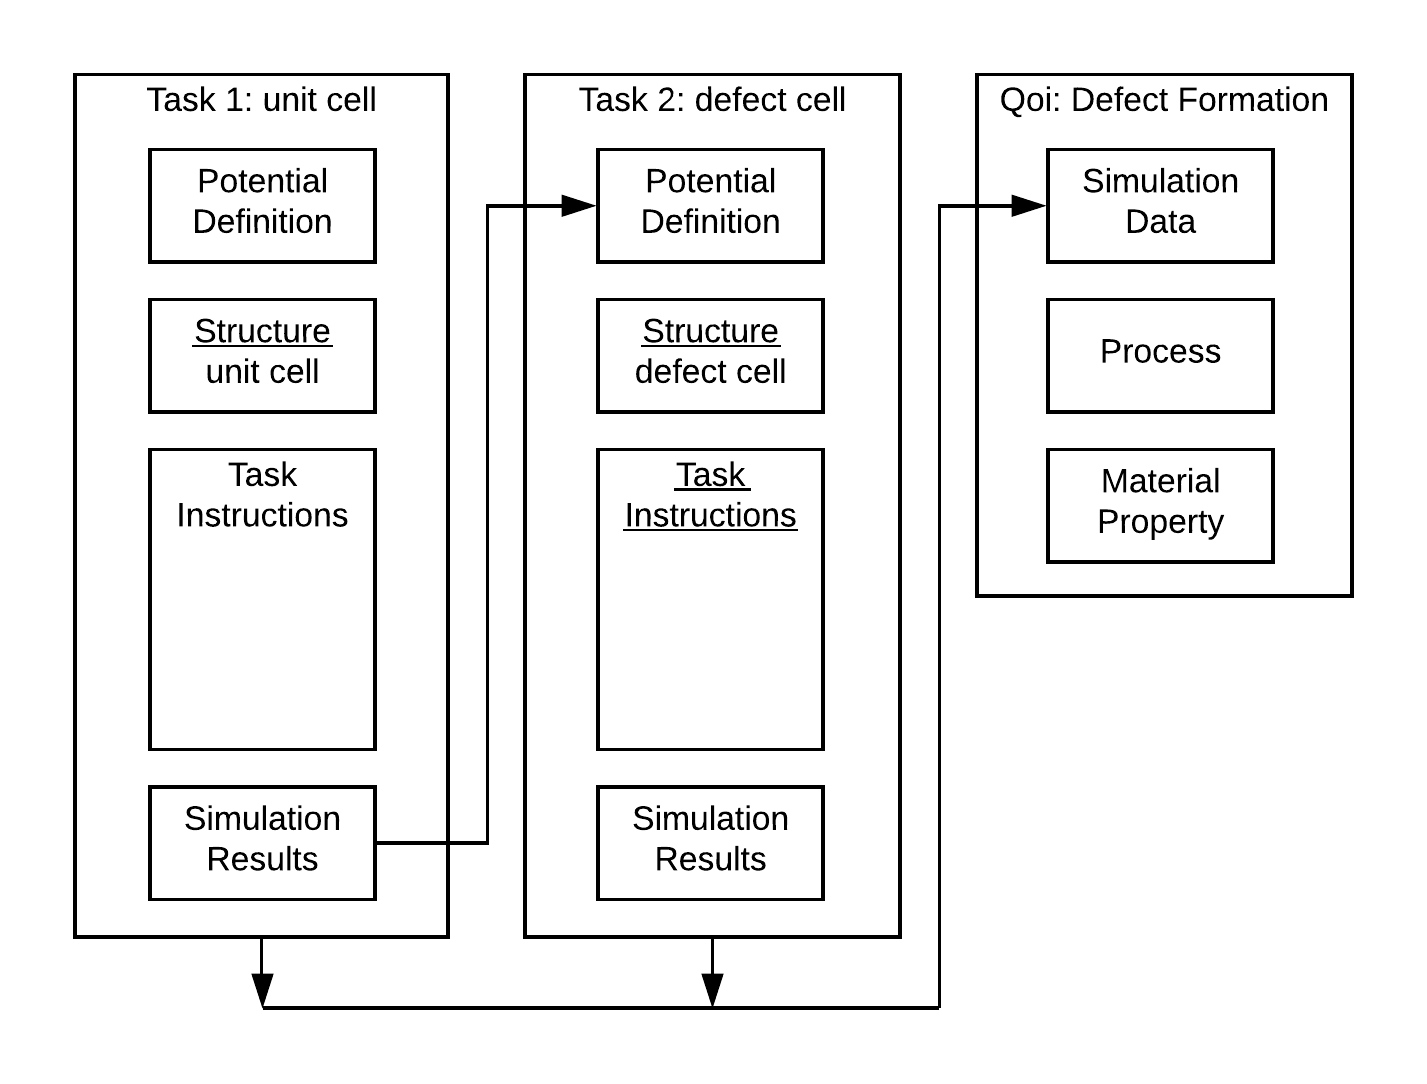 Task 1: unit cell
Potential
Definition
Structure
unit cell
Task
Instructions
Simulation
Results
Task 2: defect cell
Potential
Definition
Structure
defect cell
Task
Instructions
Simulation
Results
Qoi: Defect Formation
Simulation
Data
Process
Material
Property